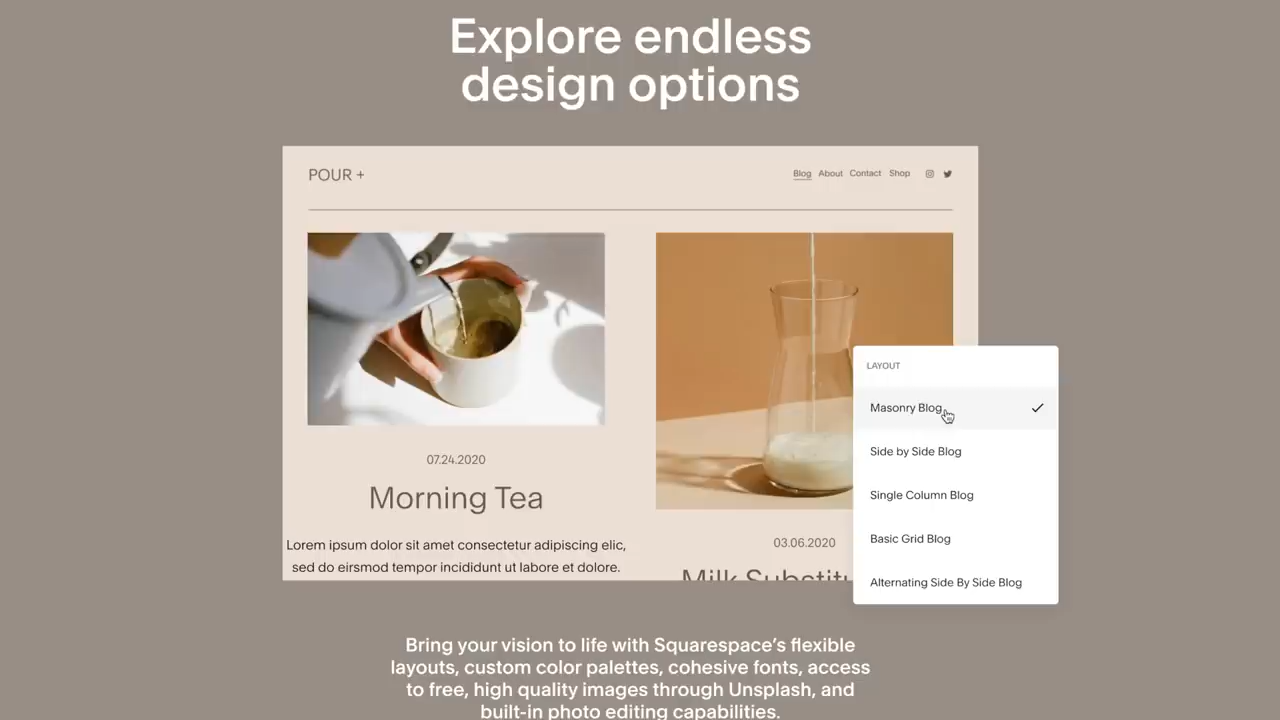 Explore endless
design options
POUR +
Blog About Contact Shop
07.24.2020
Morning Tea
Lorem ipsum dolor sit amet consectetur adipiscing elic,
sed do eirsmod tempor incididunt ut labore et dolore.
03.06.2020
Milk Substitu
LAYOUT
Masonry Blog
Side by Side Blog
Single Column Blog
Basic Grid Blog
Alternating Side By Side Blog
Bring your vision to life with Squarespace's flexible
layouts, custom color palettes, cohesive fonts, access
to free, high quality images through Unsplash, and
built-in photo editing capabilities.